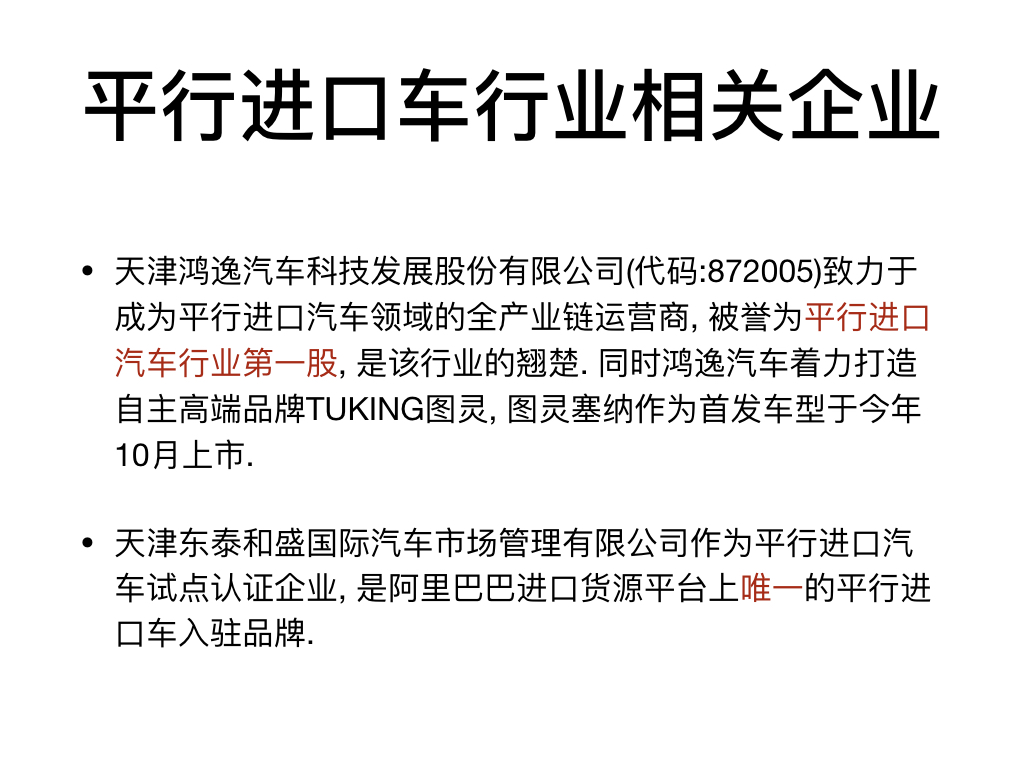 平行进口车行业相关企业
• 天津鸿逸汽车科技发展股份有限公司(代码:872005)致力于
成为平行进口汽车领域的全产业链运营商, 被誉为平行进口
汽车行业第一股, 是该行业的翘楚. 同时鸿逸汽车着力打造
自主高端品牌TUKING图灵, 图灵塞纳作为首发车型于今年
10月上市.
• 天津东泰和盛国际汽车市场管理有限公司作为平行进口汽
车试点认证企业, 是阿里巴巴进口货源平台上唯一的平行进
口车入驻品牌.